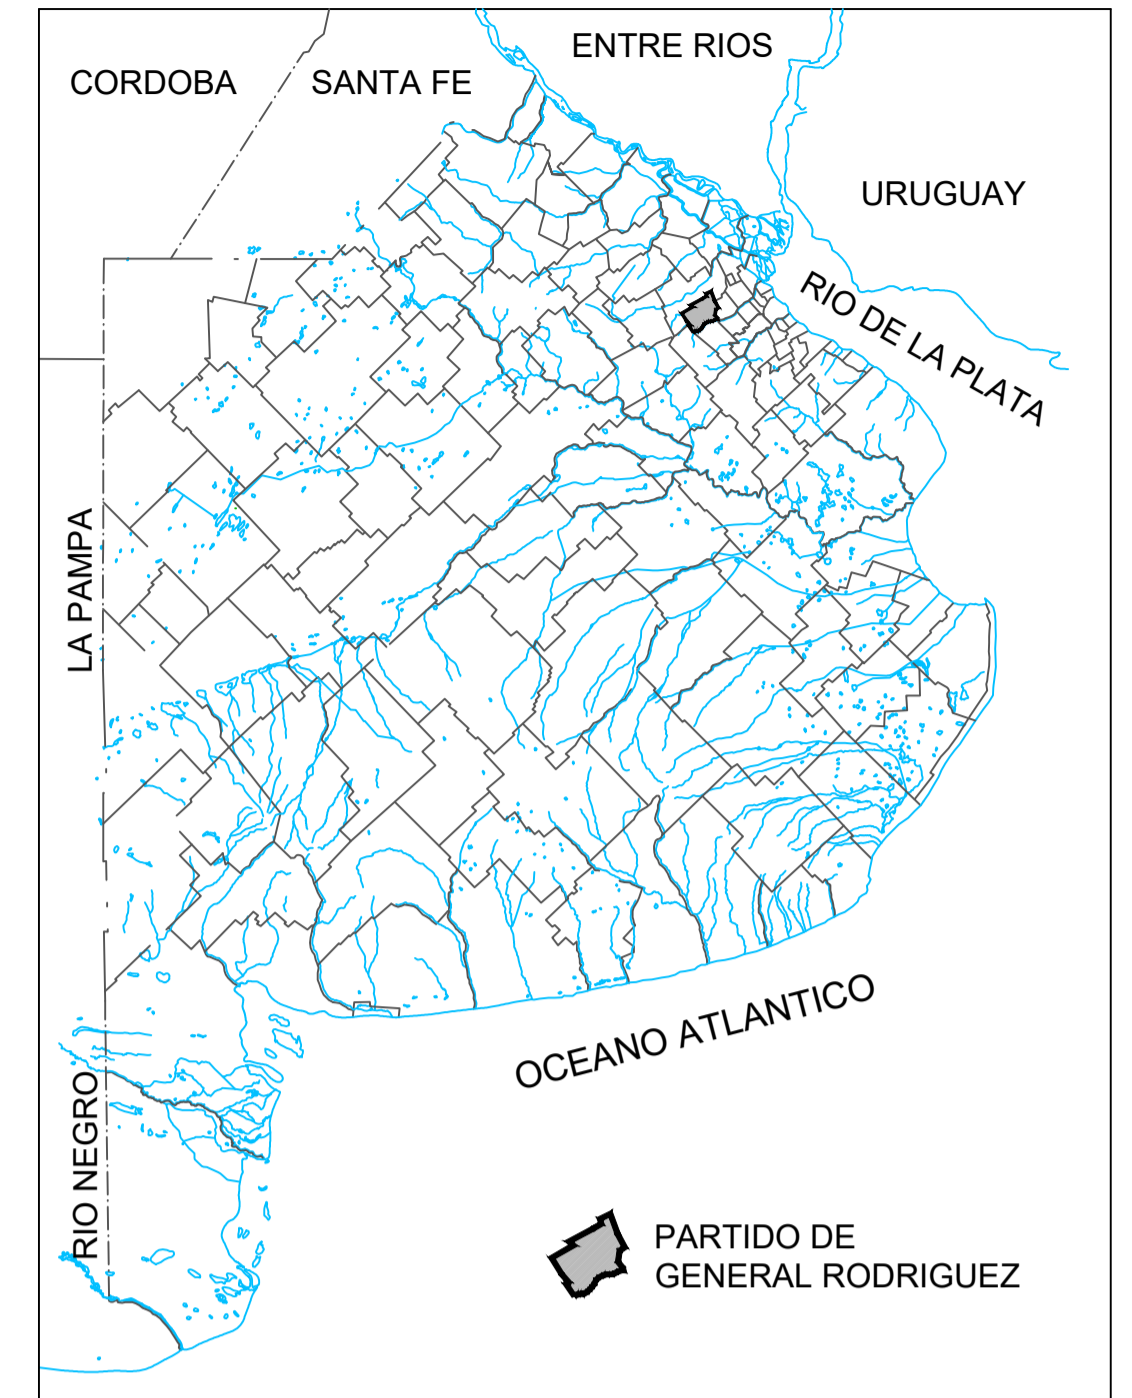 ENTRE RIOS
CORDOBA
SANTA FE
URUGUAY
RIO DE LA PLATA
LA PAMPA
OCEANO ATLANTICO
RIO NEGRO
PARTIDO DE
GENERAL RODRIGUEZ